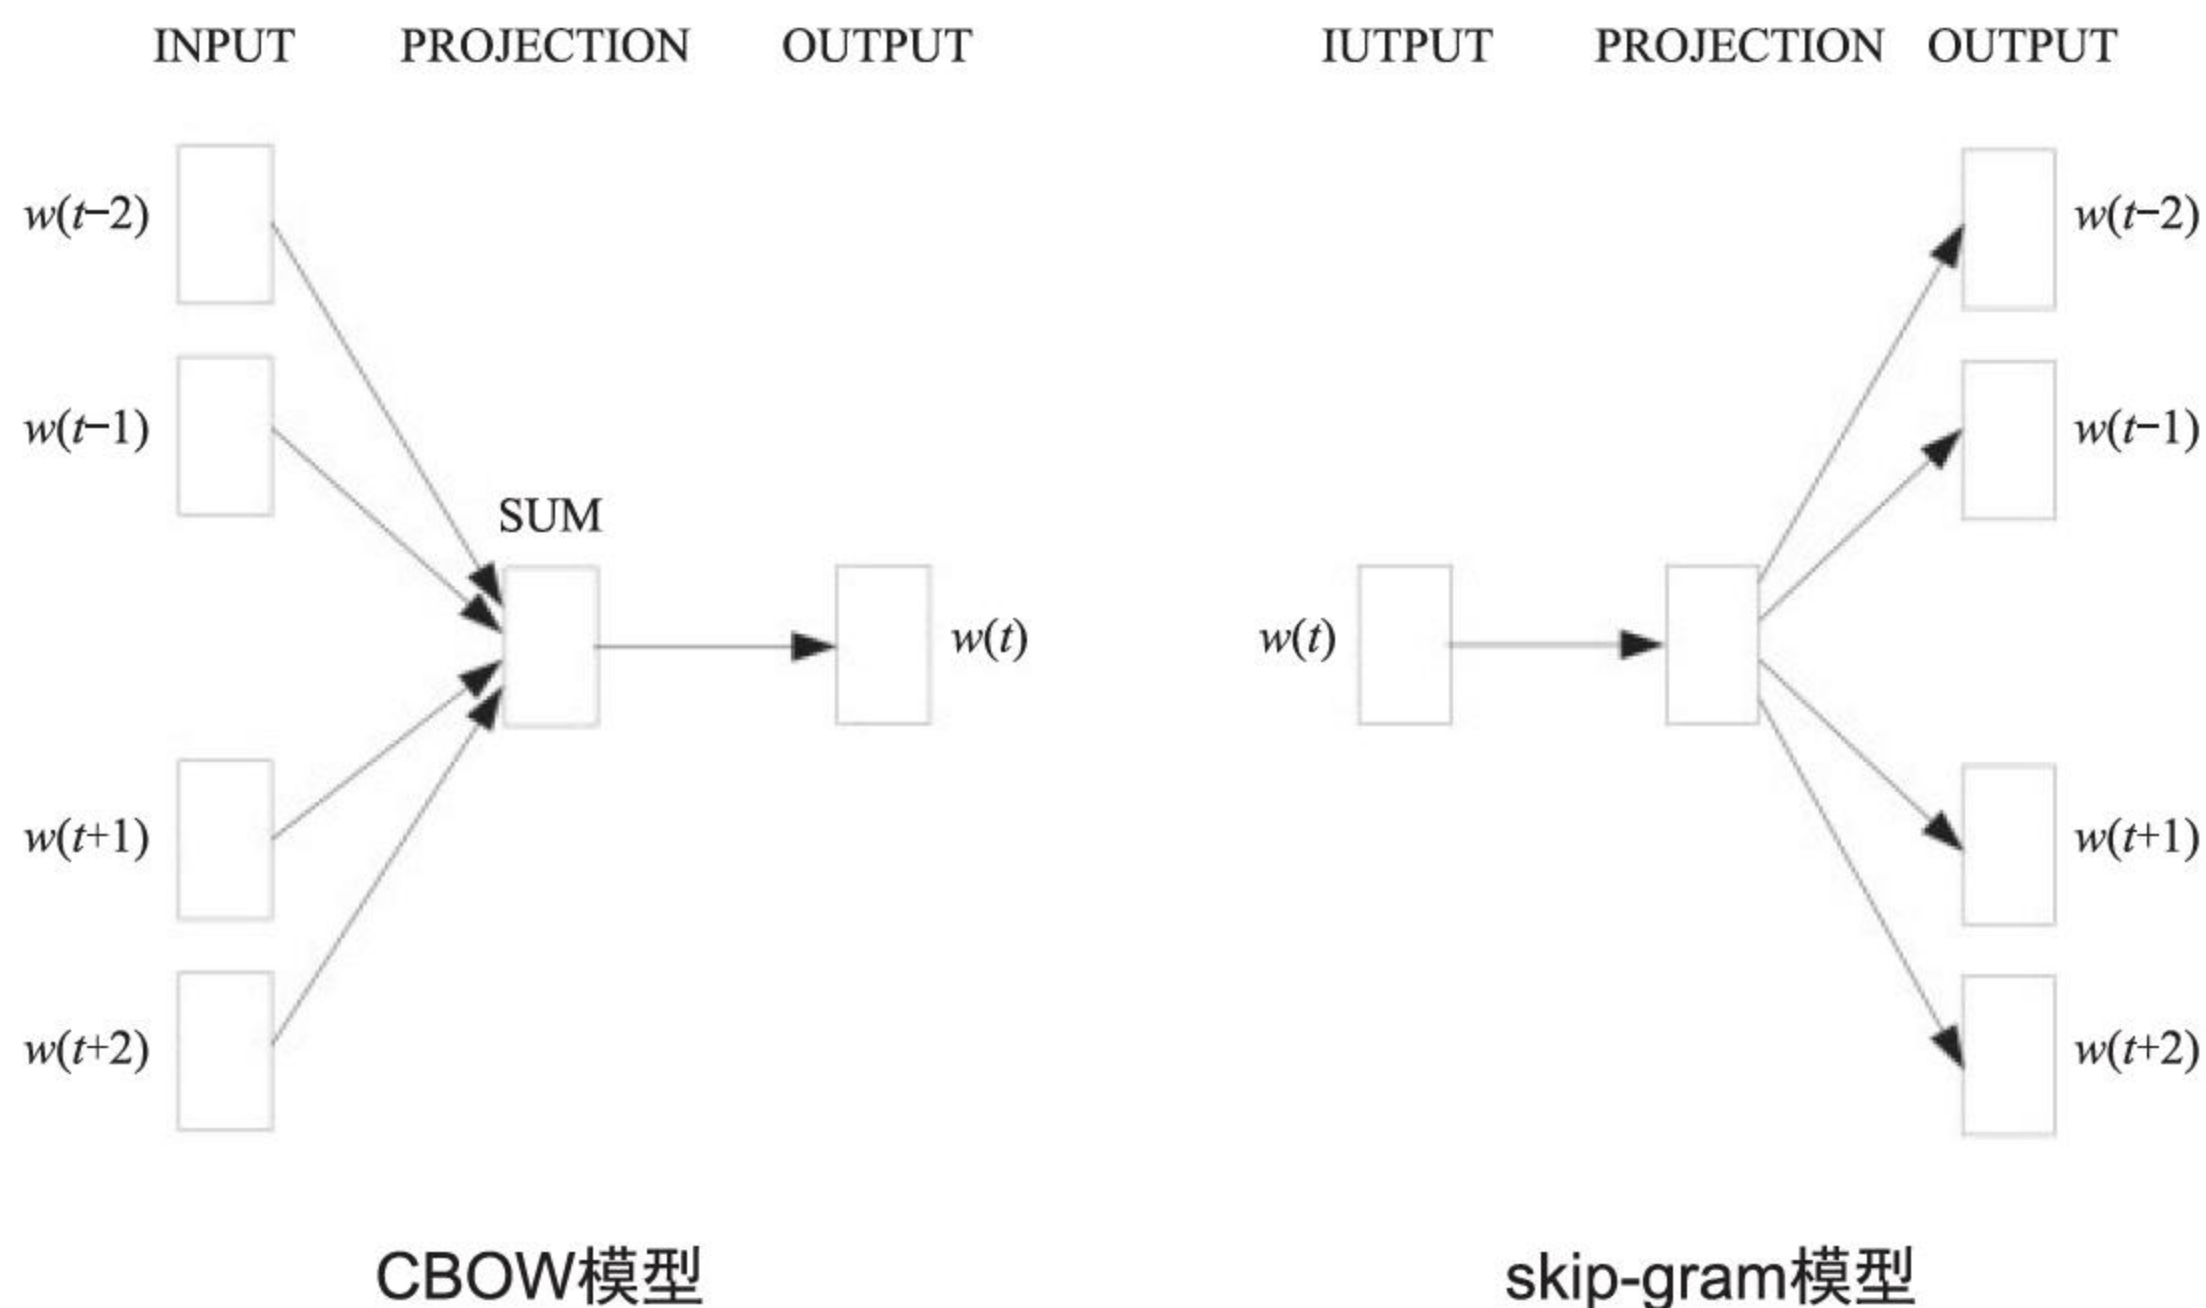 INPUT PROJECTION OUTPUT
w(t−2)
w(t−1)
SUM
w(t)
w(t+1)
w(t+2)
CBOW模型
IUTPUT PROJECTION OUTPUT
w(t−2)
w(t−1)
w(t)
w(t+1)
w(t+2)
skip-gram模型